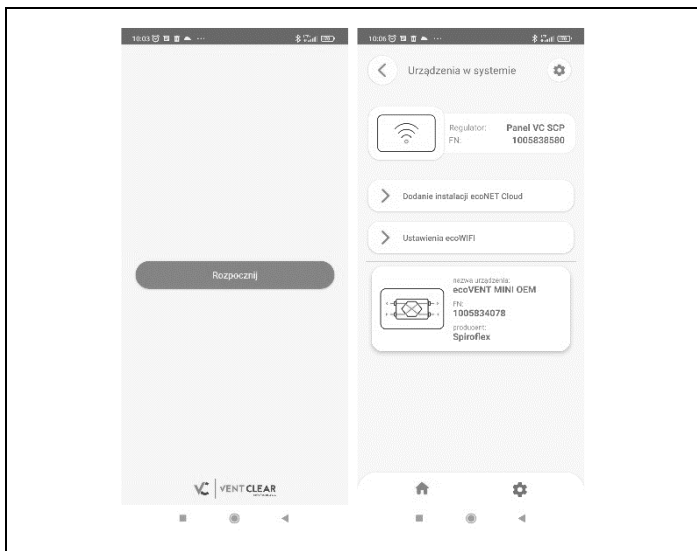 10:03
Rozpocznij
VC VENT CLEAR
10:06
Urządzenia w systemie
Regulator: Panel VC SCP
FN: 1005838580
Dodanie instalacji ecoNET Cloud
Ustawienia ecoWIFI
nazwa urządzenia:
ecoVENT MINI OEM
FN:
1005834078
producent:
Spiroflex